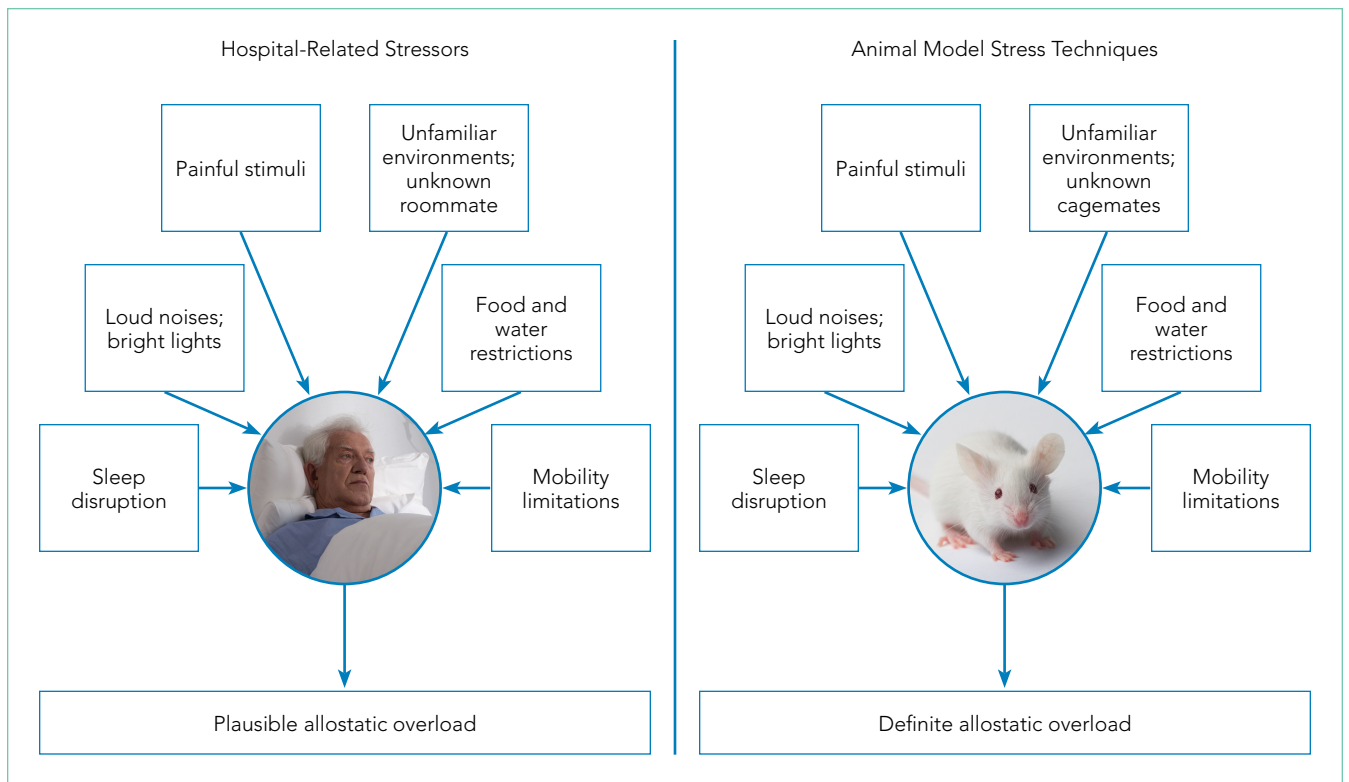 Hospital-Related Stressors
Painful stimuli
Unfamiliar
environments;
unknown
roommate
Loud noises;
bright lights
Food and
water
restrictions
Sleep
disruption
Mobility
limitations
Plausible allostatic overload
Animal Model Stress Techniques
Painful stimuli
Unfamiliar
environments;
unknown
cagemates
Loud noises;
bright lights
Food and
water
restrictions
Sleep
disruption
Mobility
limitations
Definite allostatic overload